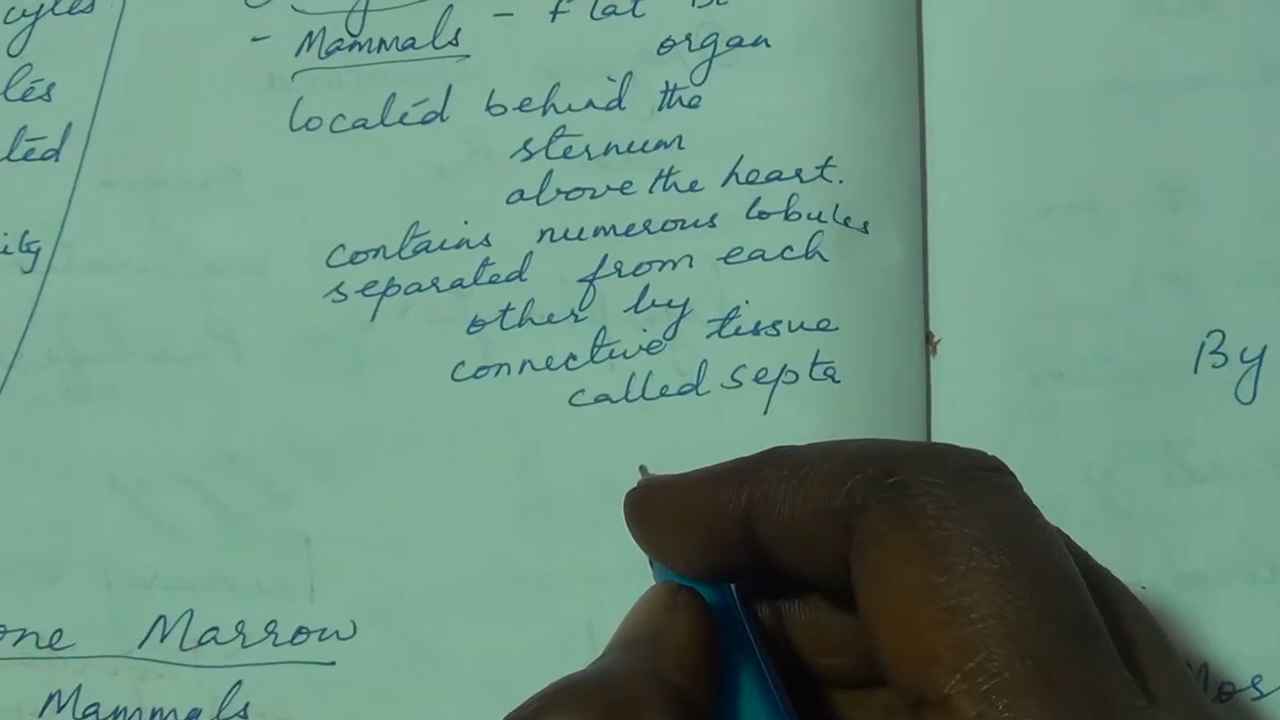 cytes
- Mammals - Flat
organ
located behind the
sternum
above the heart.
contains numerous lobules
separated from each
other by
connective tissue
called septa
By
Marrow
Mammals